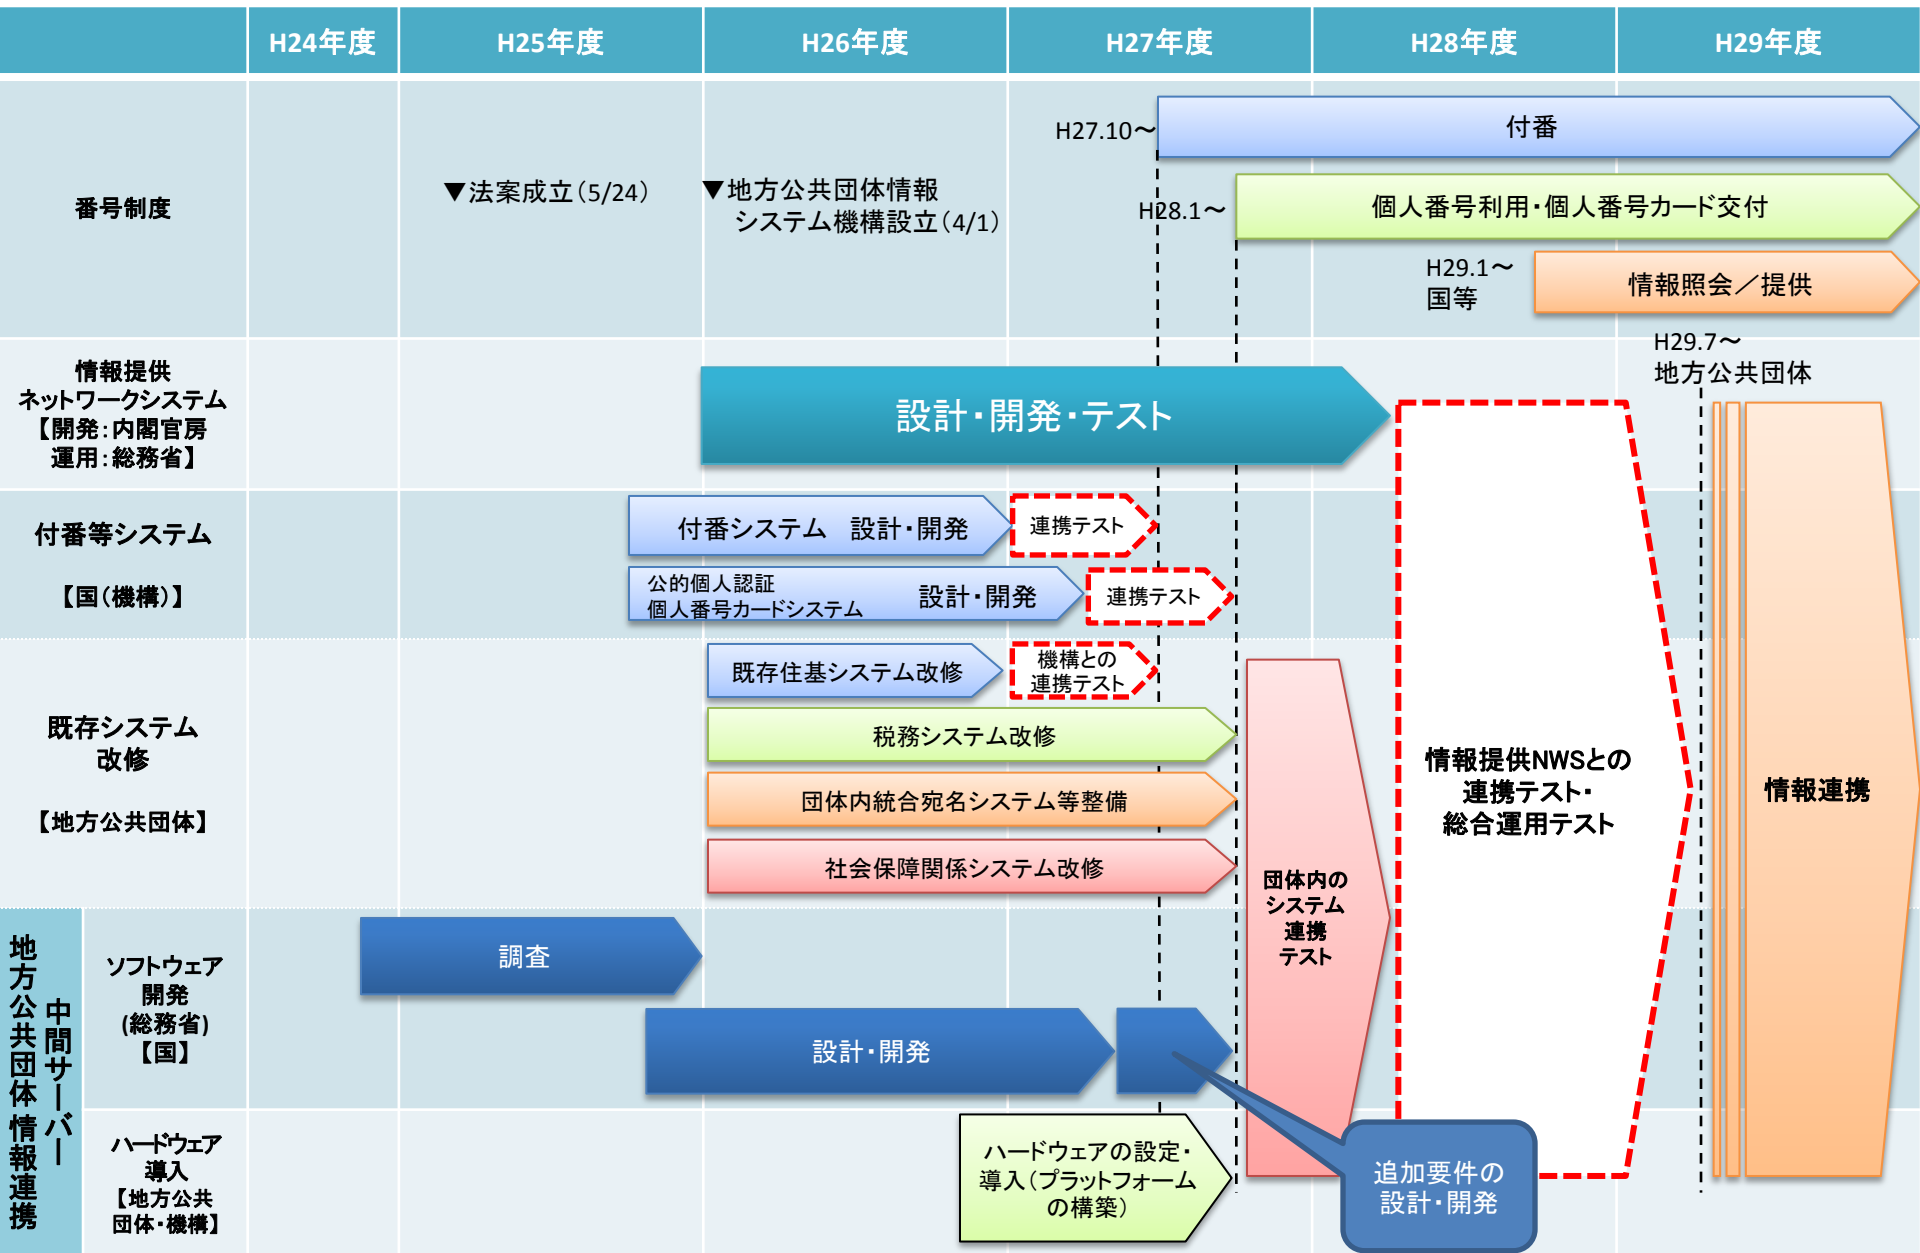 H24年度
H25年度
H26年度
H27年度
H28年度
H29年度
番号制度
▼法案成立(5/24)
▼地方公共団体情報
システム機構設立(4/1)
H27.10～
付番
H28.1～
個人番号利用・個人番号カード交付
H29.1～
国等
情報照会／提供
H29.7～
地方公共団体
情報提供
ネットワークシステム
【開発：内閣官房
運用：総務省】
設計・開発・テスト
付番等システム
【国(機構)】
付番システム　設計・開発
連携テスト
公的個人認証
個人番号カードシステム
設計・開発
連携テスト
既存システム
改修
【地方公共団体】
既存住基システム改修
機構との
連携テスト
税務システム改修
団体内統合宛名システム等整備
社会保障関係システム改修
団体内の
システム
連携
テスト
情報提供NWSとの
連携テスト・
総合運用テスト
情報連携
地方公共団体情報連携
中間サーバー
ソフトウェア
開発
(総務省)
【国】
調査
設計・開発
ハードウェア
導入
【地方公共
団体・機構】
ハードウェアの設定・
導入(プラットフォーム
の構築)
追加要件の
設計・開発